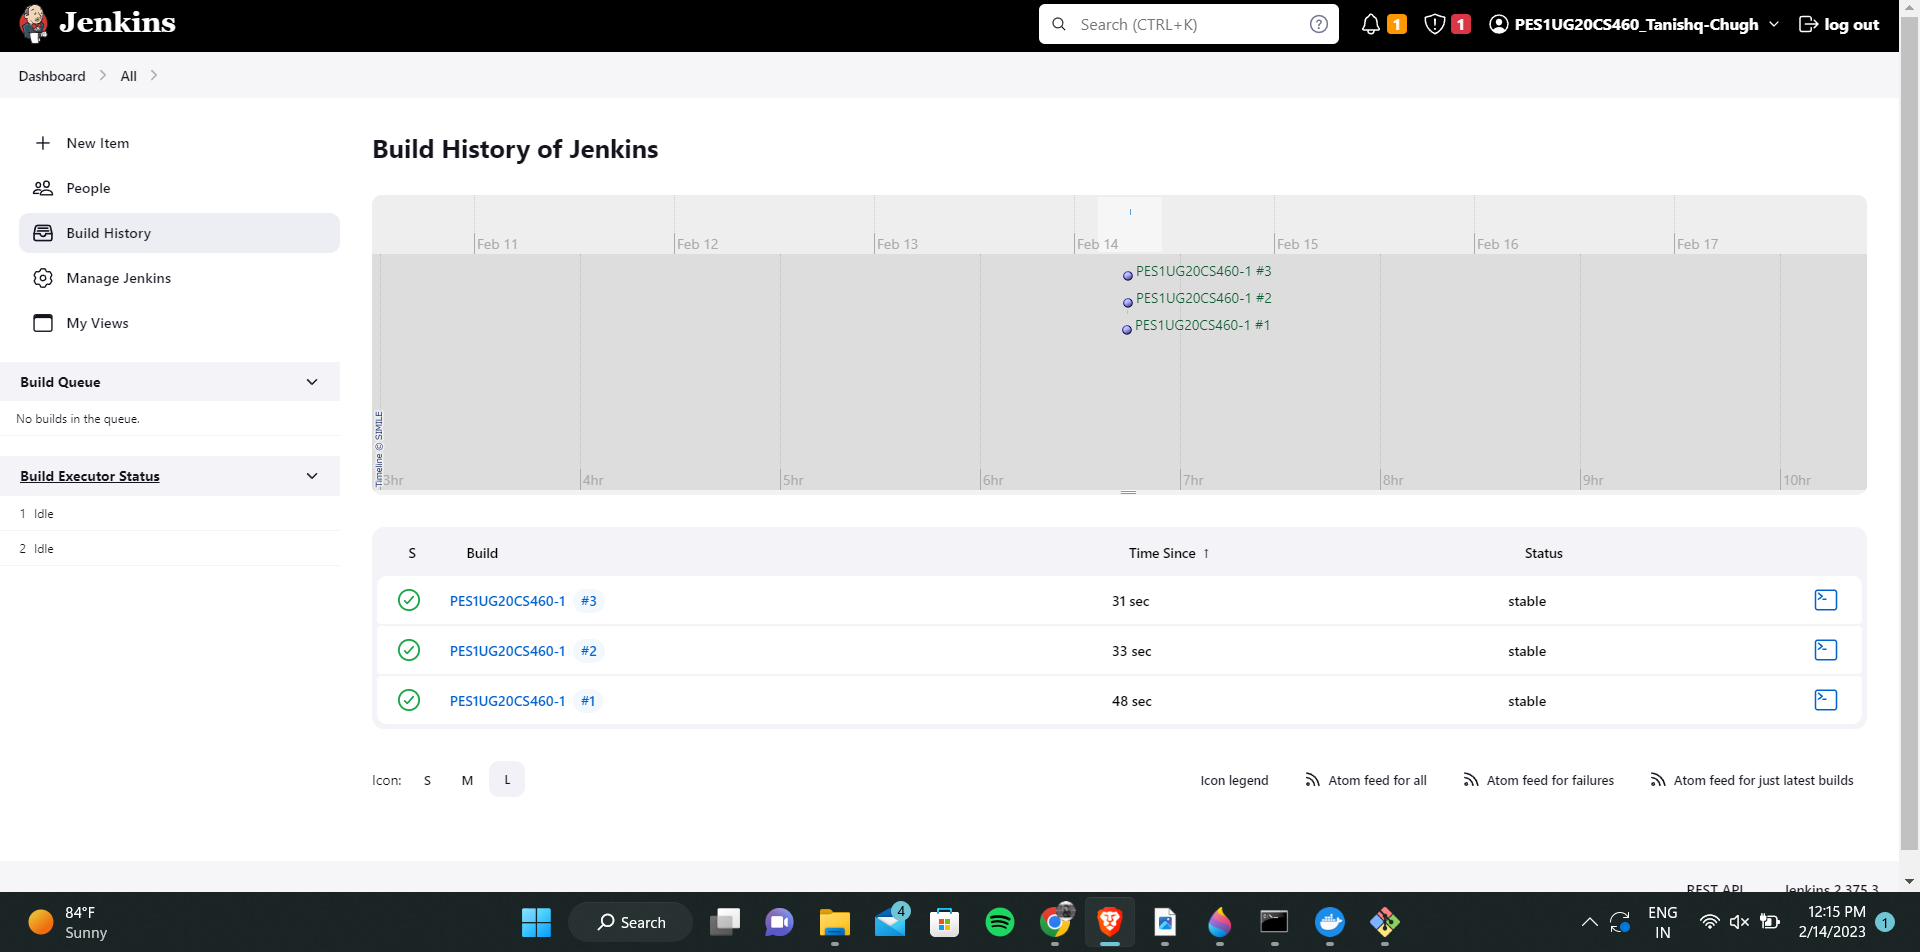 Jenkins
Search (CTRL+K)
1
1
PES1UG20CS460_Tanishq-Chugh
log out
Dashboard
All
New Item
People
Build History
Manage Jenkins
My Views
Build Queue
No builds in the queue.
Build Executor Status
1 Idle
2 Idle
Build History of Jenkins
Feb 11
Feb 12
Feb 13
Feb 14
Feb 15
Feb 16
Feb 17
PES1UG20CS460-1 #3
PES1UG20CS460-1 #2
PES1UG20CS460-1 #1
Timeline © SIMILE
3hr
4hr
5hr
6hr
7hr
8hr
9hr
10hr
S Build Time Since ↑ Status
PES1UG20CS460-1 #3 31 sec stable
PES1UG20CS460-1 #2 33 sec stable
PES1UG20CS460-1 #1 48 sec stable
Icon: S M L
Icon legend
Atom feed for all
Atom feed for failures
Atom feed for just latest builds
REST API
Jenkins 2.375.3
84°F
Sunny
Search
4
ENG
IN
12:15 PM
2/14/2023
1